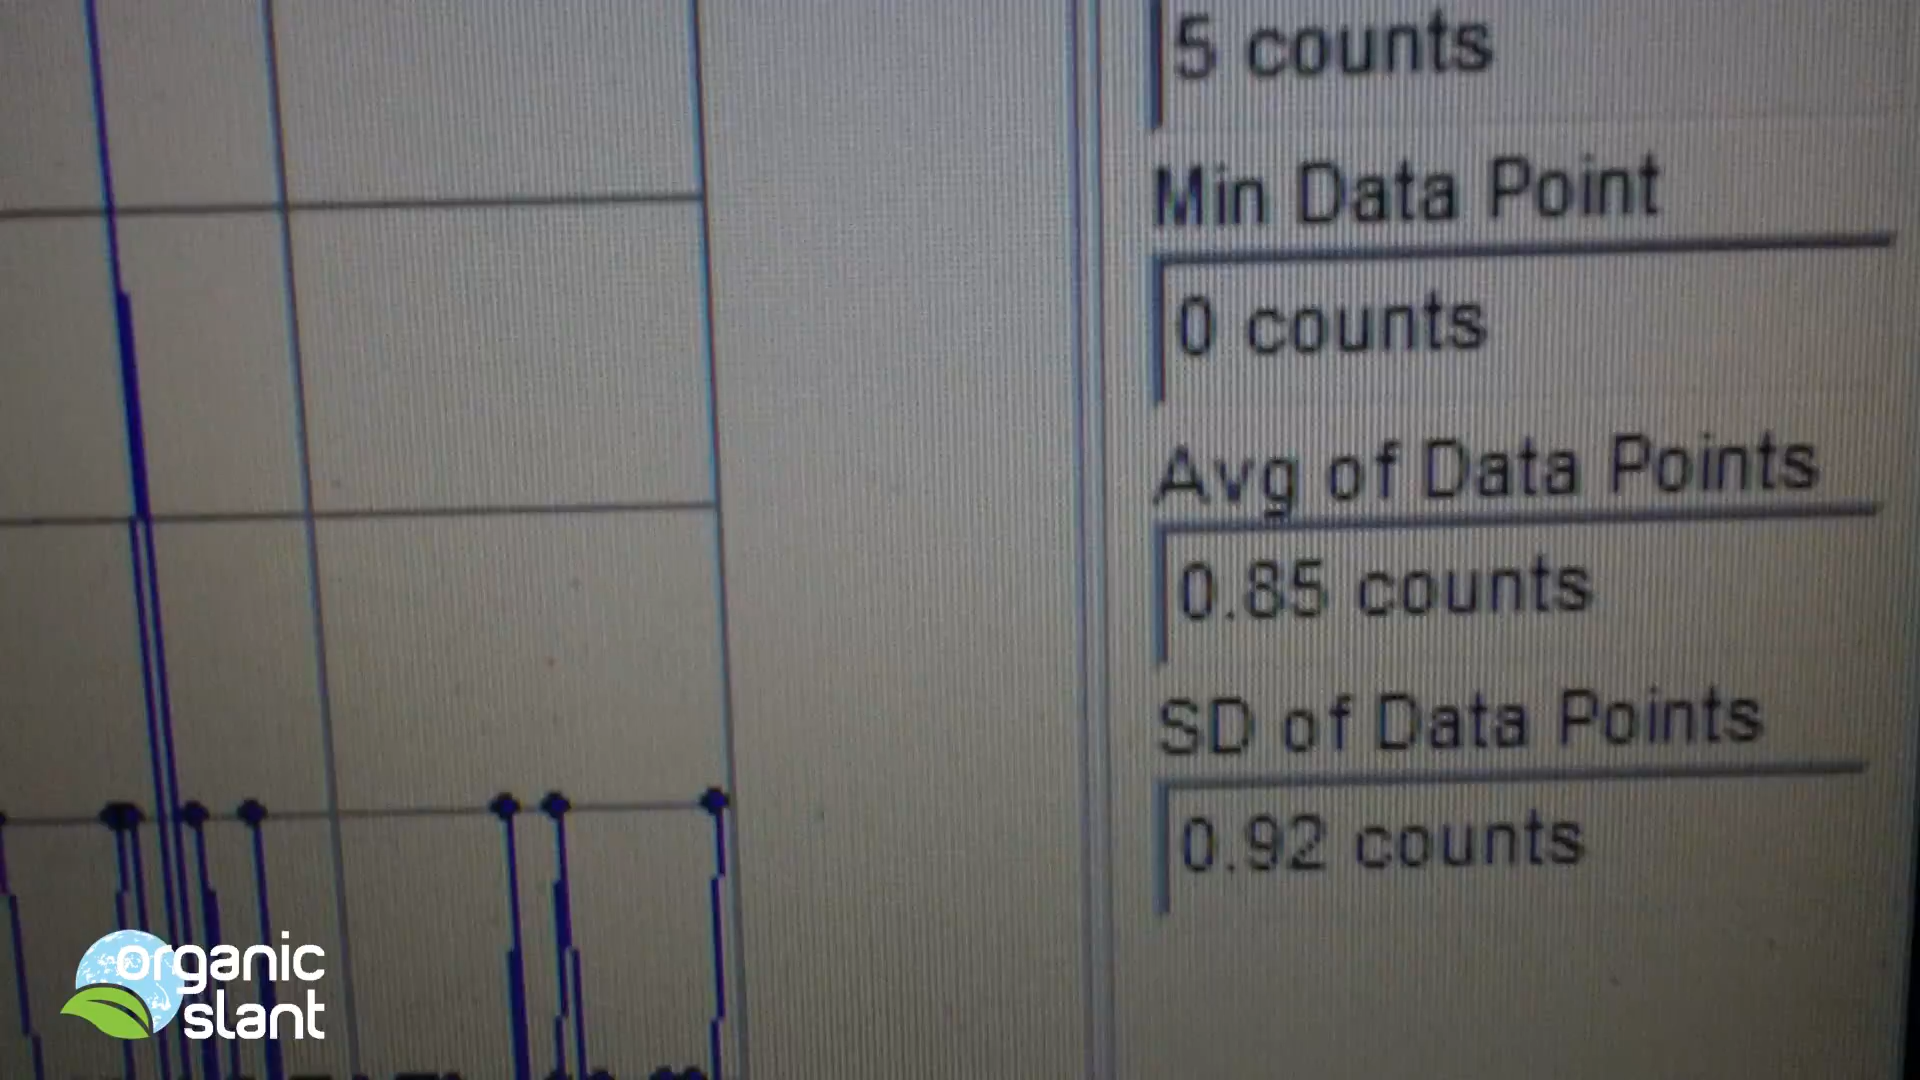 5 counts
Min Data Point
0 counts
Avg of Data Points
0.85 counts
SD of Data Points
0.92 counts
organic
slant